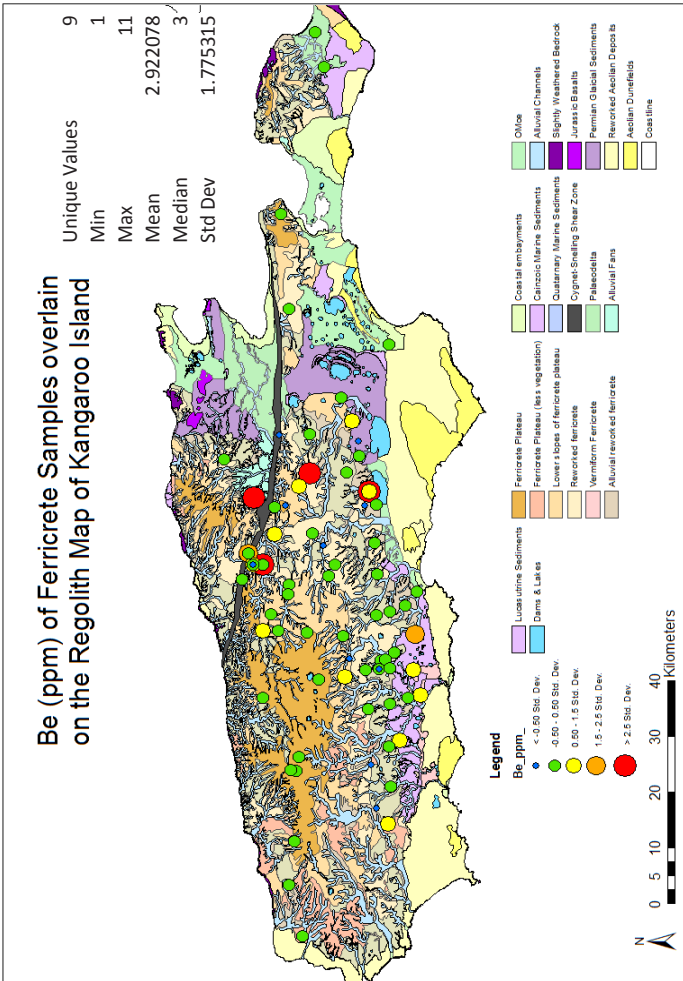 Be (ppm) of Ferricrete Samples overlain
on the Regolith Map of Kangaroo Island
Unique Values 9
Min 1
Max 11
Mean 2.922078
Median 3
Std Dev 1.775315
Legend
Be_ppm_
< -0.50 Std. Dev.
-0.50 - 0.50 Std. Dev.
0.50 - 1.5 Std. Dev.
1.5 - 2.5 Std. Dev.
> 2.5 Std. Dev.
Lucasutrine Sediments
Dams & Lakes
Ferricrete Plateau
Ferricrete Plateau (less vegetation)
Lower slopes of ferricrete plateau
Reworked ferricrete
Vermiform Ferricrete
Alluvial reworked ferricrete
Coastal embayments
Cainzoic Marine Sediments
Quatarnary Marine Sediments
Cygnet-Snelling Shear Zone
Palaeodelta
Alluvial Fans
OMce
Alluvial Channels
Slightly Weathered Bedrock
Jurassic Basalts
Permian Glacial Sediments
Reworked Aeolian Deposits
Aeolian Dunefields
Coastline
N
0 5 10 20 30 40
Kilometers